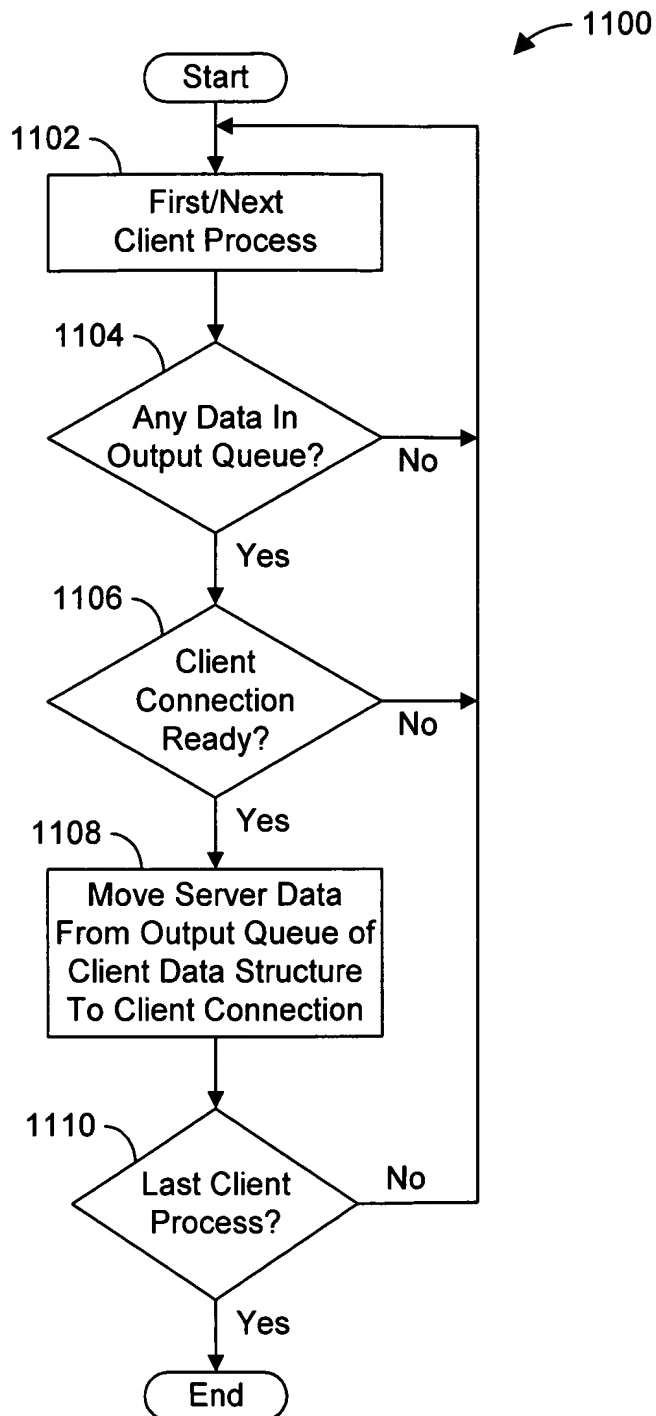 1100
Start
1102
First/Next
Client Process
1104
Any Data In
Output Queue?
No
Yes
1106
Client
Connection
Ready?
No
Yes
1108
Move Server Data
From Output Queue of
Client Data Structure
To Client Connection
1110
Last Client
Process?
No
Yes
End